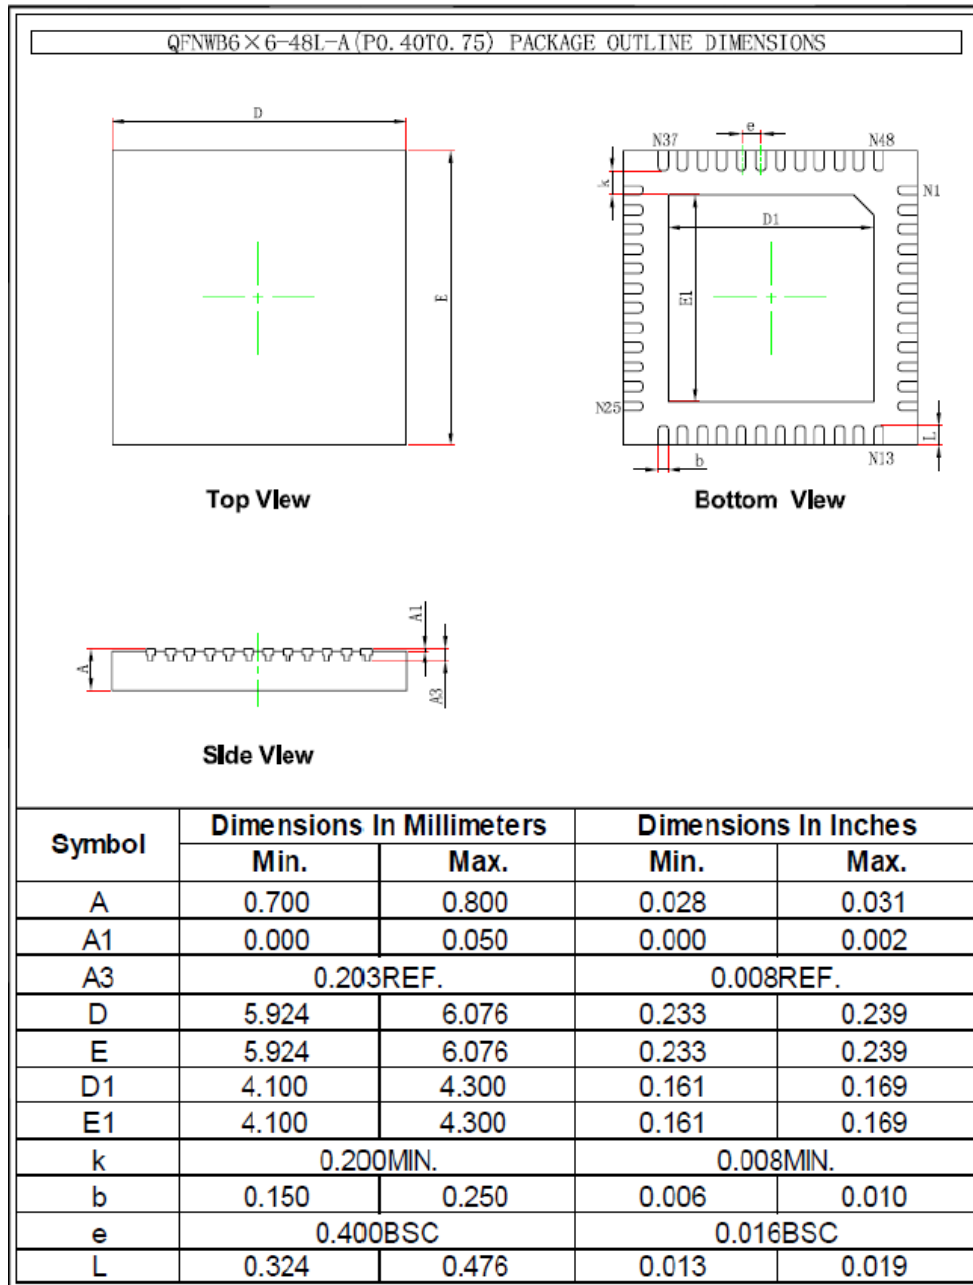 QFNWB6×6-48L-A(P0.40T0.75) PACKAGE OUTLINE DIMENSIONS
D
E
Top View
N37
e
N48
k
N1
D1
E1
N25
L
b
N13
Bottom View
A
A1
A3
Side View
Symbol Dimensions In Millimeters Dimensions In Inches
Min. Max. Min. Max.
A 0.700 0.800 0.028 0.031
A1 0.000 0.050 0.000 0.002
A3 0.203REF. 0.008REF.
D 5.924 6.076 0.233 0.239
E 5.924 6.076 0.233 0.239
D1 4.100 4.300 0.161 0.169
E1 4.100 4.300 0.161 0.169
k 0.200MIN. 0.008MIN.
b 0.150 0.250 0.006 0.010
e 0.400BSC 0.016BSC
L 0.324 0.476 0.013 0.019